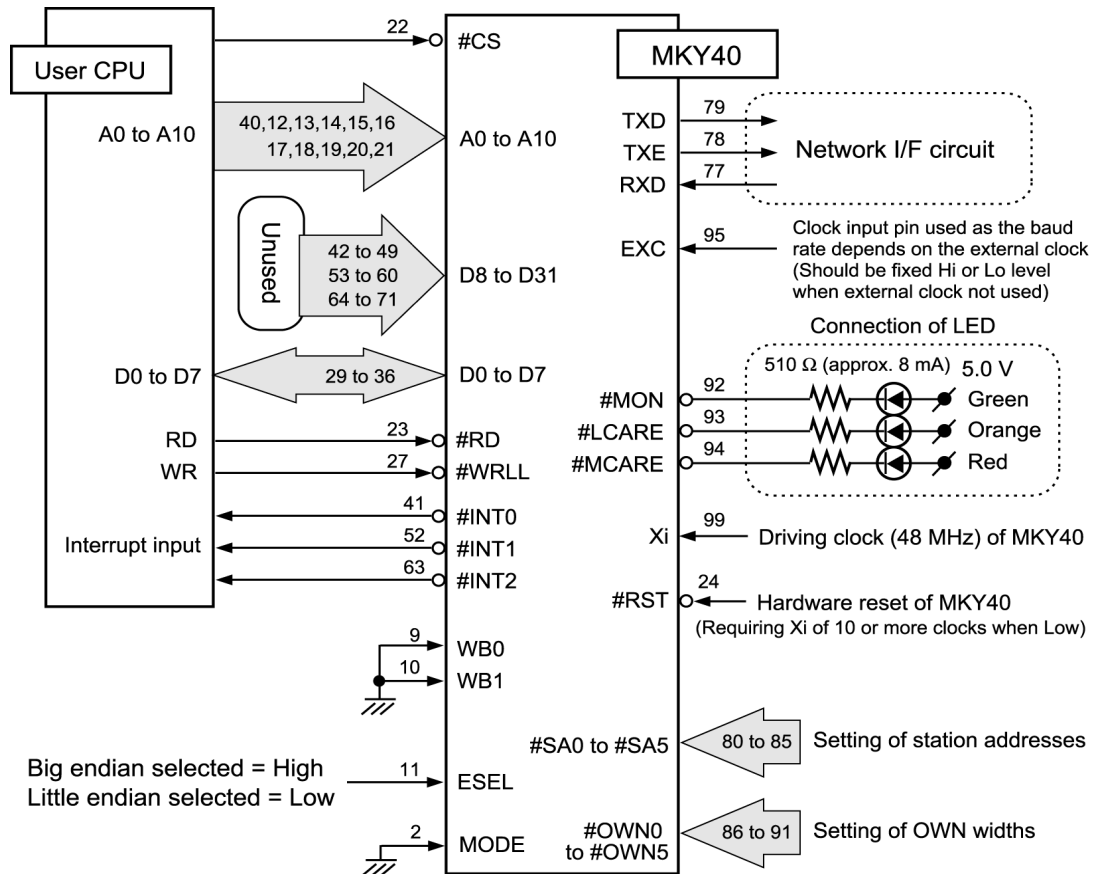 22
#CS
MKY40
User CPU
A0 to A10
40,12,13,14,15,16
17,18,19,20,21
A0 to A10
TXD
79
TXE
78
RXD
77
Network I/F circuit
Unused
42 to 49
53 to 60
64 to 71
D8 to D31
EXC
95
Clock input pin used as the baud
rate depends on the external clock
(Should be fixed Hi or Lo level
when external clock not used)
Connection of LED
D0 to D7
29 to 36
D0 to D7
510 Ω (approx. 8 mA)
5.0 V
#MON
92
Green
#LCARE
93
Orange
#MCARE
94
Red
RD
23
#RD
WR
27
#WRLL
41
#INT0
Interrupt input
52
#INT1
63
#INT2
Xi
99
Driving clock (48 MHz) of MKY40
#RST
24
Hardware reset of MKY40
(Requiring Xi of 10 or more clocks when Low)
9
WB0
10
WB1
#SA0 to #SA5
80 to 85
Setting of station addresses
Big endian selected = High
Little endian selected = Low
11
ESEL
2
MODE
#OWN0
to #OWN5
86 to 91
Setting of OWN widths